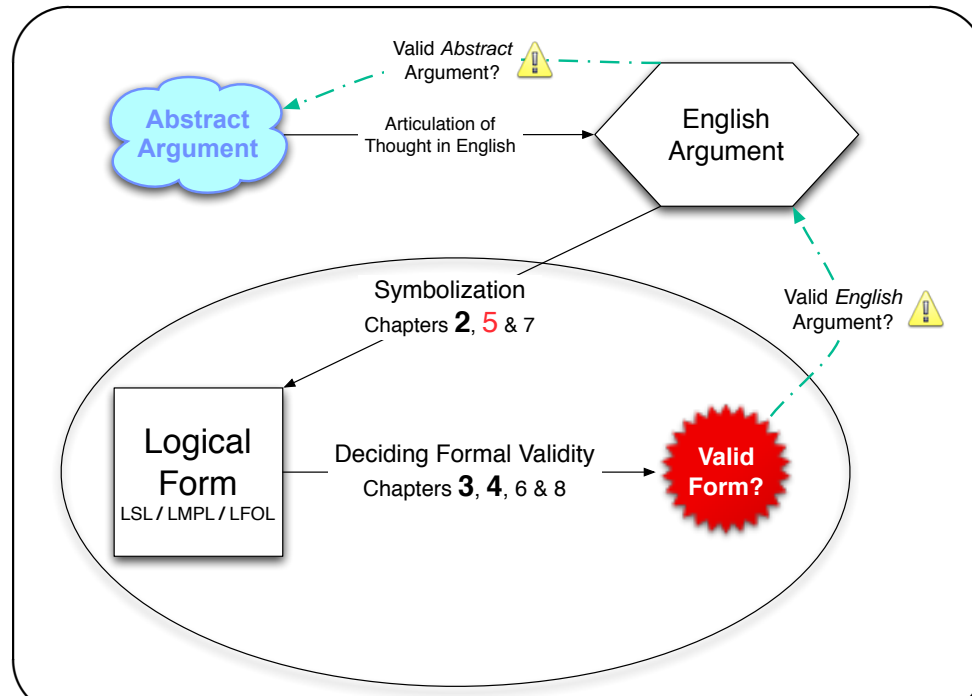 Valid Abstract
Argument?
Abstract
Argument
Articulation of
Thought in English
English
Argument
Symbolization
Chapters 2, 5 & 7
Valid English
Argument?
Logical
Form
LSL / LMPL / LFOL
Deciding Formal Validity
Chapters 3, 4, 6 & 8
Valid
Form?